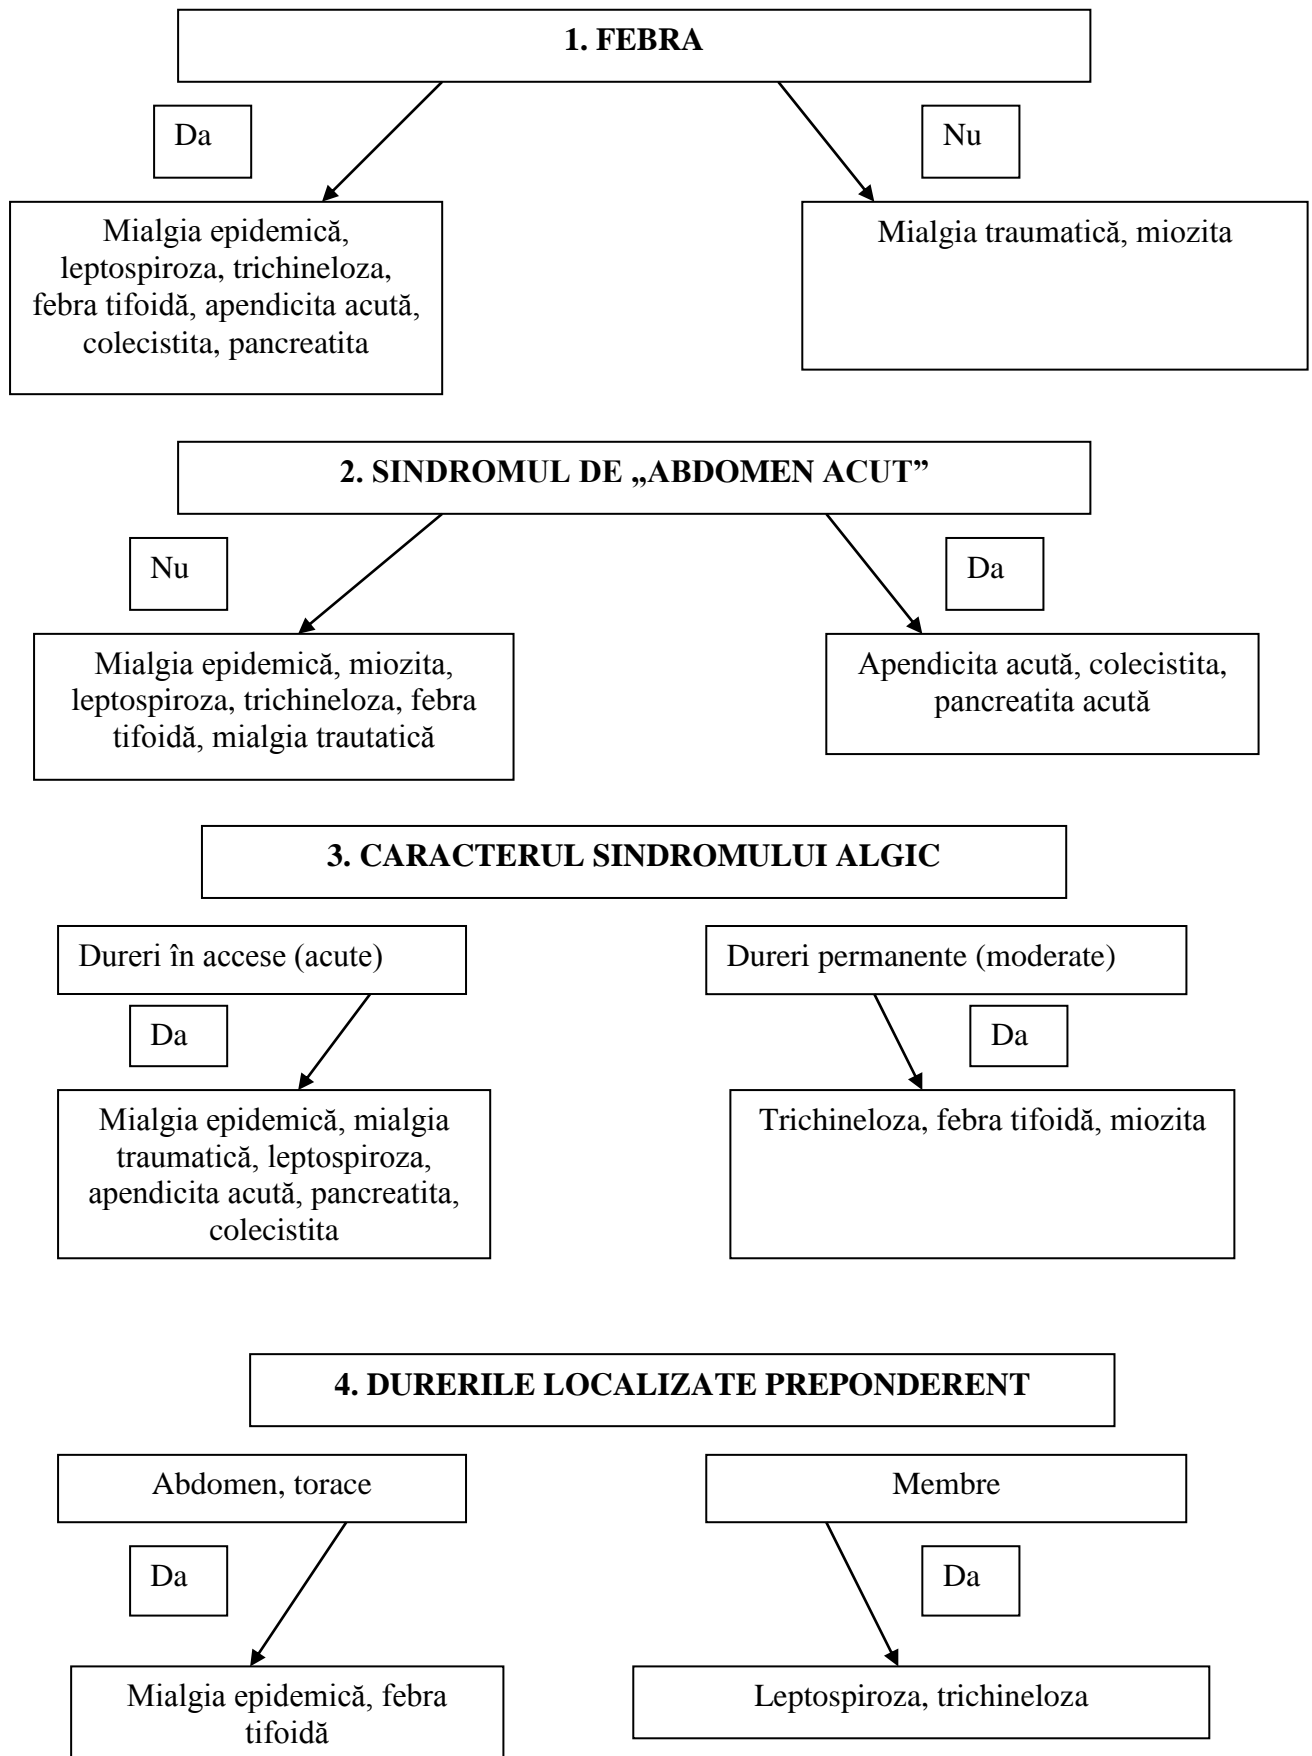 1. FEBRA
Da
Nu
Mialgia epidemică,
leptospiroza, trichineloza,
febra tifoidă, apendicita acută,
colecistita, pancreatita
Mialgia traumatică, miozita
2. SINDROMUL DE „ABDOMEN ACUT”
Nu
Da
Mialgia epidemică, miozita,
leptospiroza, trichineloza, febra
tifoidă, mialgia trautatică
Apendicita acută, colecistita,
pancreatita acută
3. CARACTERUL SINDROMULUI ALGIC
Dureri în accese (acute)
Dureri permanente (moderate)
Da
Da
Mialgia epidemică, mialgia
traumatică, leptospiroza,
apendicita acută, pancreatita,
colecistita
Trichineloza, febra tifoidă, miozita
4. DURERILE LOCALIZATE PREPONDERENT
Abdomen, torace
Membre
Da
Da
Mialgia epidemică, febra
tifoidă
Leptospiroza, trichineloza